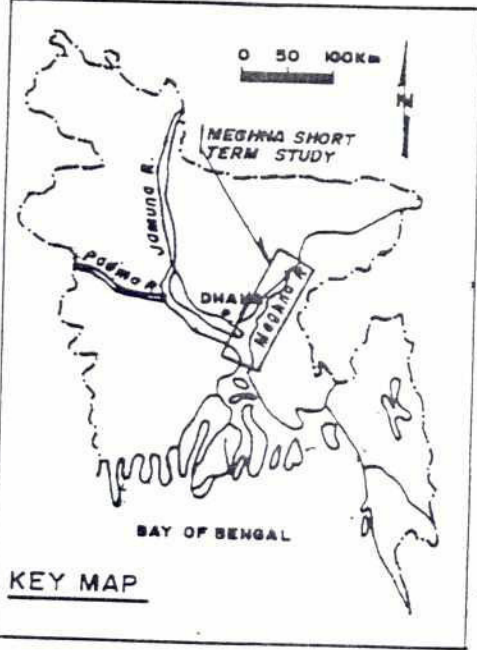 0 50 100Km
N
MEGHNA SHORT
TERM STUDY
Jamuna R.
Padma R.
DHAKA
Meghna R.
BAY OF BENGAL
KEY MAP